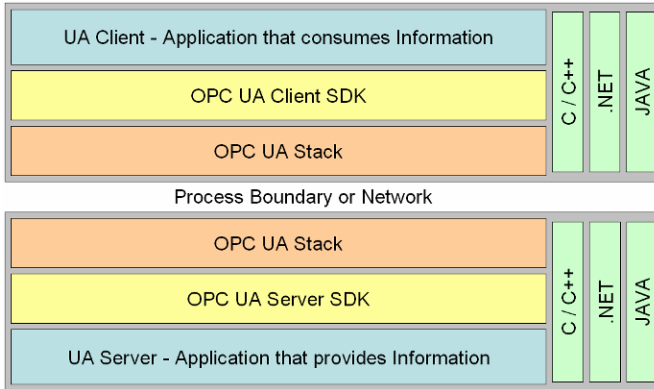 UA Client - Application that consumes Information
OPC UA Client SDK
OPC UA Stack
C / C++
.NET
JAVA
Process Boundary or Network
OPC UA Stack
OPC UA Server SDK
UA Server - Application that provides Information
C / C++
.NET
JAVA